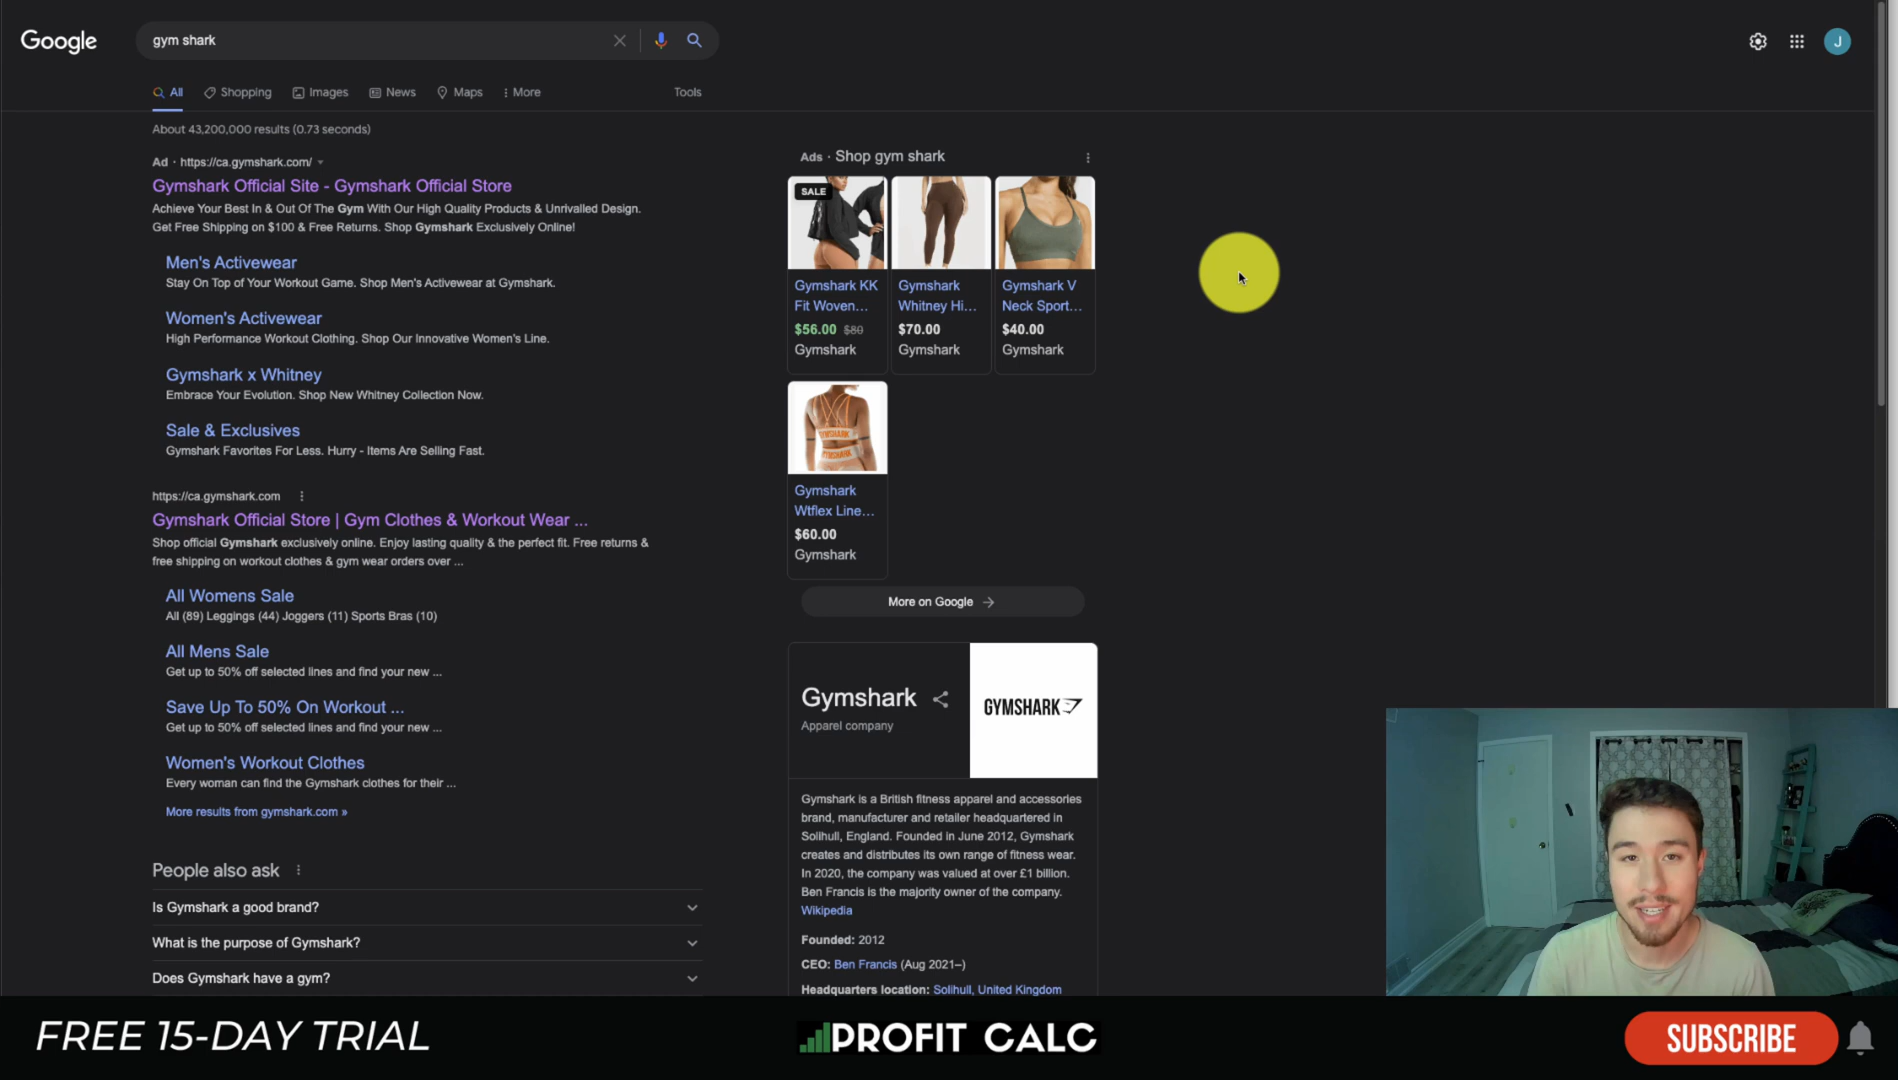 Google
gym shark
All
Shopping
Images
News
Maps
More
Tools
J
About 43,200,000 results (0.73 seconds)
Ad · https://ca.gymshark.com/
Gymshark Official Site - Gymshark Official Store
Achieve Your Best In & Out Of The Gym With Our High Quality Products & Unrivalled Design.
Get Free Shipping on $100 & Free Returns. Shop Gymshark Exclusively Online!
Men's Activewear
Stay On Top of Your Workout Game. Shop Men's Activewear at Gymshark.
Women's Activewear
High Performance Workout Clothing. Shop Our Innovative Women's Line.
Gymshark x Whitney
Embrace Your Evolution. Shop New Whitney Collection Now.
Sale & Exclusives
Gymshark Favorites For Less. Hurry - Items Are Selling Fast.
https://ca.gymshark.com
Gymshark Official Store | Gym Clothes & Workout Wear ...
Shop official Gymshark exclusively online. Enjoy lasting quality & the perfect fit. Free returns &
free shipping on workout clothes & gym wear orders over ...
All Womens Sale
All (89) Leggings (44) Joggers (11) Sports Bras (10)
All Mens Sale
Get up to 50% off selected lines and find your new ...
Save Up To 50% On Workout ...
Get up to 50% off selected lines and find your new ...
Women's Workout Clothes
Every woman can find the Gymshark clothes for their ...
More results from gymshark.com »
People also ask
Is Gymshark a good brand?
What is the purpose of Gymshark?
Does Gymshark have a gym?
Ads · Shop gym shark
SALE
Gymshark KK
Fit Woven...
$56.00 $80
Gymshark
Gymshark
Whitney Hi...
$70.00
Gymshark
Gymshark V
Neck Sport...
$40.00
Gymshark
GYMSHARK
GYMSHARK
Gymshark
Wtflex Line...
$60.00
Gymshark
More on Google
Gymshark
Apparel company
GYMSHARK
Gymshark is a British fitness apparel and accessories
brand, manufacturer and retailer headquartered in
Solihull, England. Founded in June 2012, Gymshark
creates and distributes its own range of fitness wear.
In 2020, the company was valued at over £1 billion.
Ben Francis is the majority owner of the company.
Wikipedia
Founded: 2012
CEO: Ben Francis (Aug 2021–)
Headquarters location: Solihull, United Kingdom
FREE 15-DAY TRIAL
PROFIT CALC
SUBSCRIBE